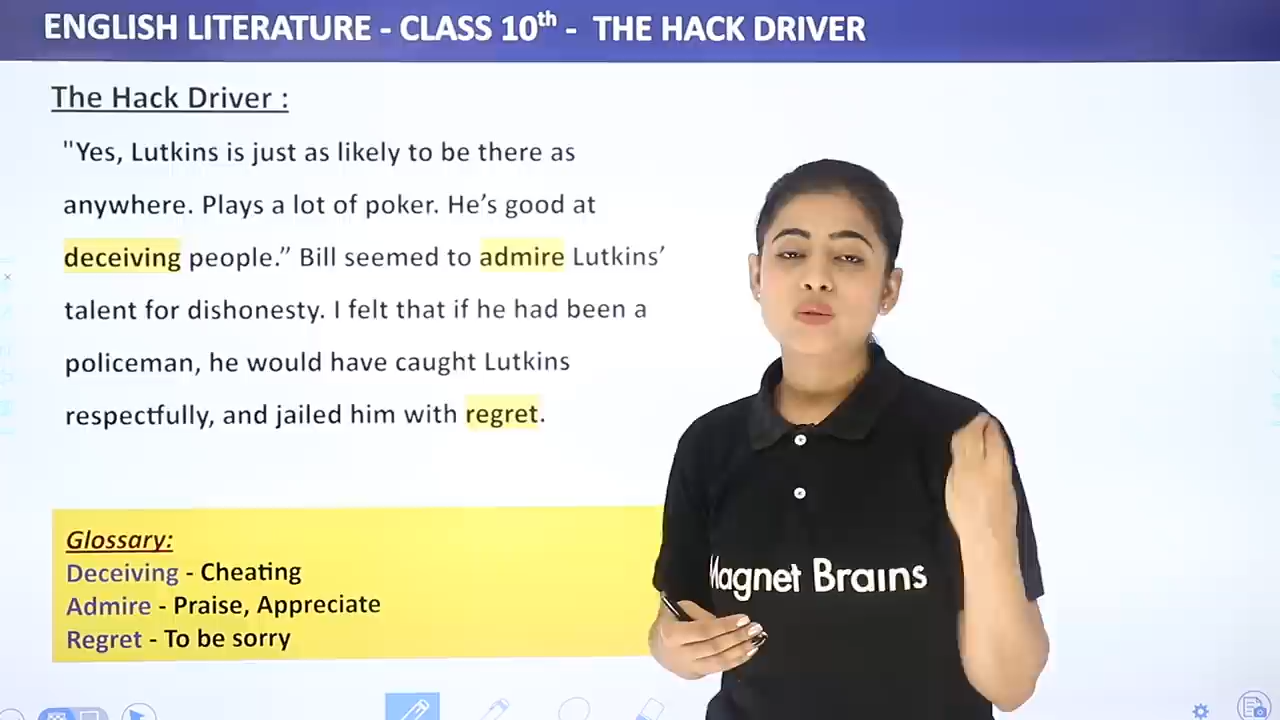 ENGLISH LITERATURE - CLASS 10th - THE HACK DRIVER
The Hack Driver :
"Yes, Lutkins is just as likely to be there as
anywhere. Plays a lot of poker. He's good at
deceiving people.” Bill seemed to admire Lutkins’
talent for dishonesty. I felt that if he had been a
policeman, he would have caught Lutkins
respectfully, and jailed him with regret.
Glossary:
Deceiving - Cheating
Admire - Praise, Appreciate
Regret - To be sorry
Magnet Brains